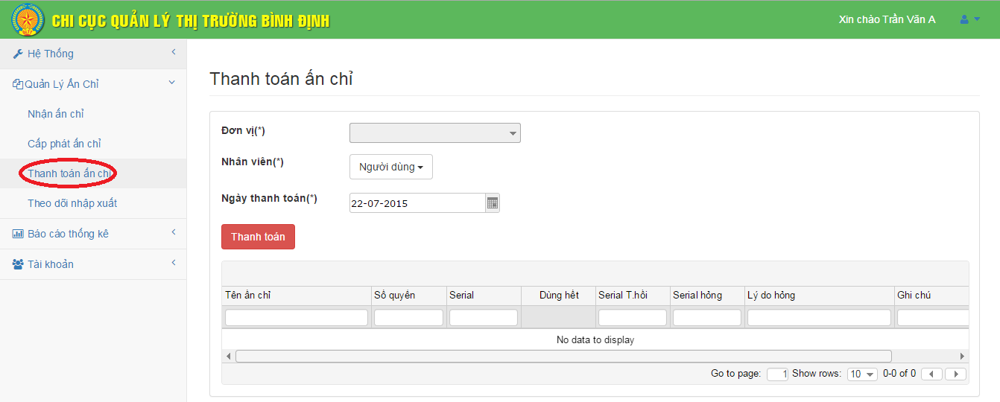 CHI CỤC QUẢN LÝ THỊ TRƯỜNG BÌNH ĐỊNH
Xin chào Trần Văn A
Hệ Thống
Quản Lý Ấn Chỉ
Nhận ấn chỉ
Cấp phát ấn chỉ
Thanh toán ấn chỉ
Theo dõi nhập xuất
Báo cáo thống kê
Tài khoản
Thanh toán ấn chỉ
Đơn vị(*)
Nhân viên(*) Người dùng
Ngày thanh toán(*) 22-07-2015
Thanh toán
Tên ấn chỉ Số quyển Serial Dùng hết Serial T.hồi Serial hỏng Lý do hỏng Ghi chú
No data to display
Go to page: 1 Show rows: 10 0-0 of 0